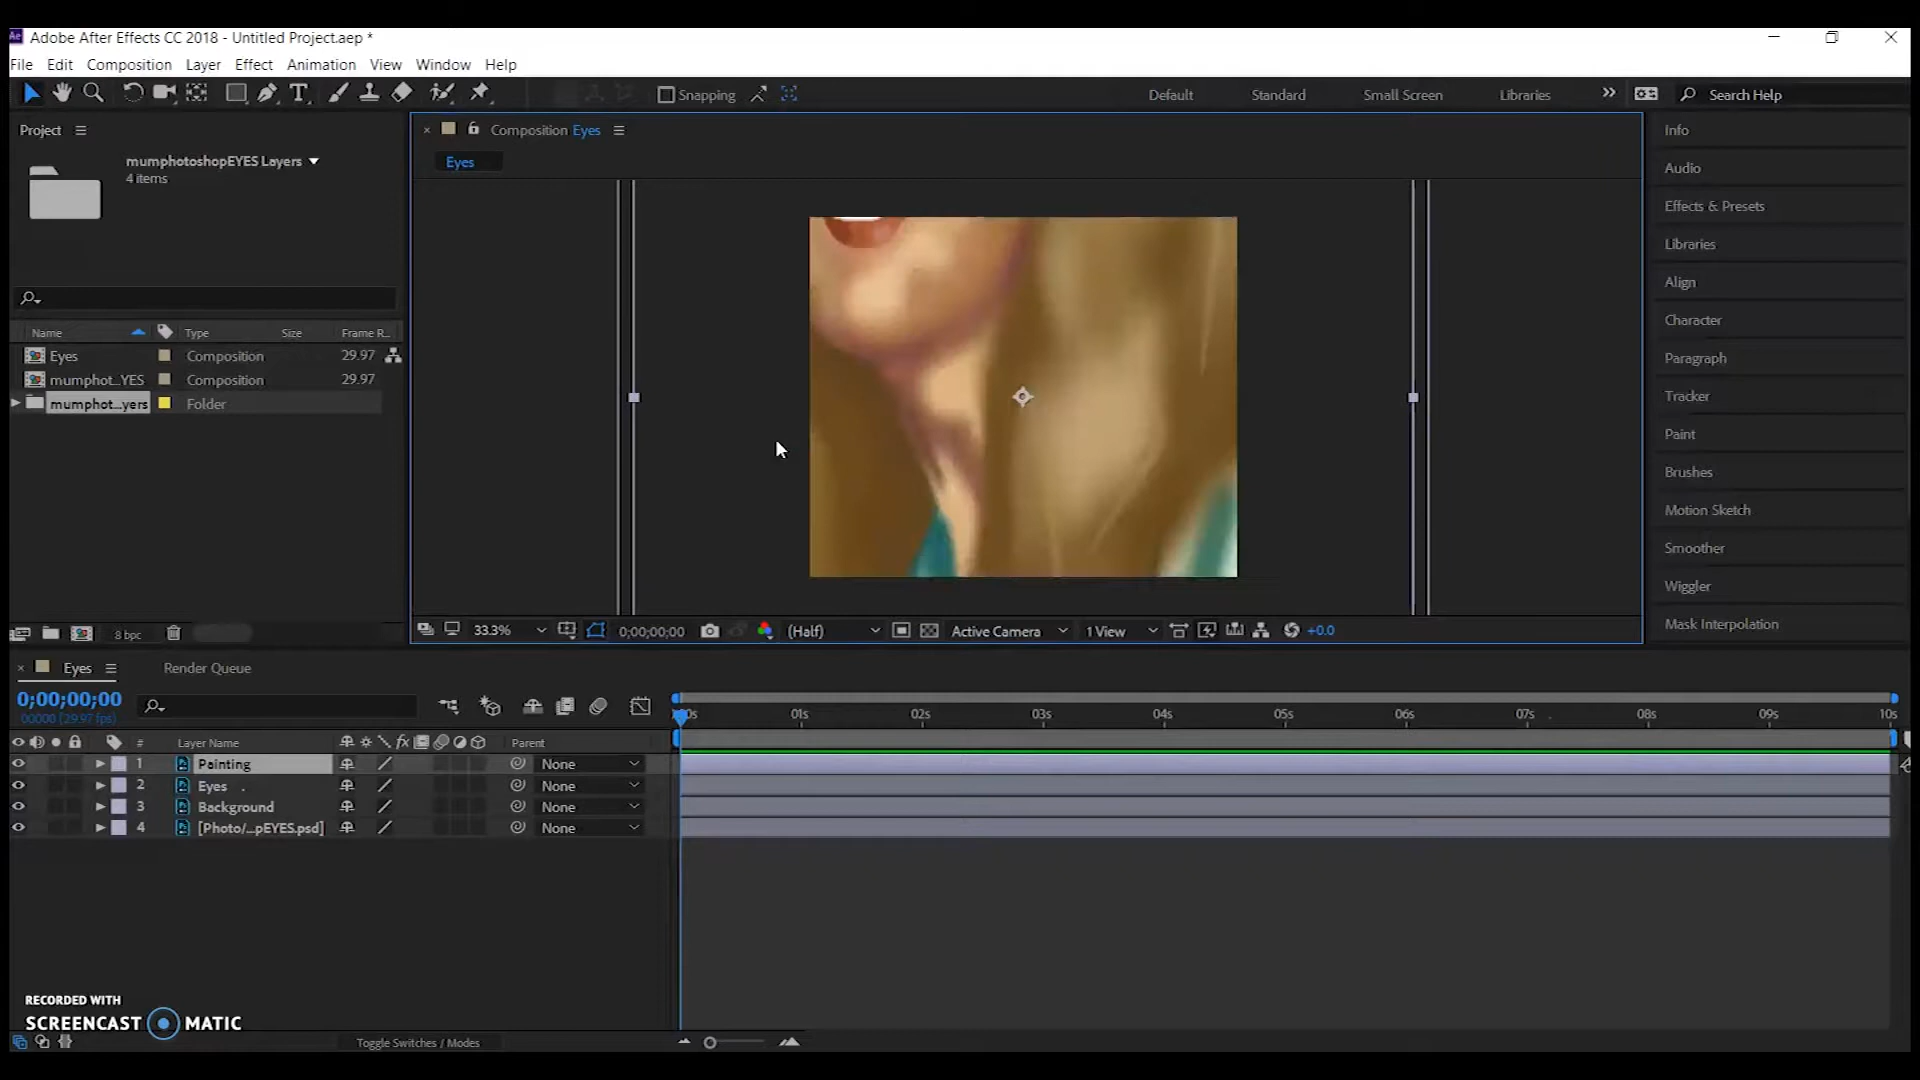 Ae Adobe After Effects CC 2018 - Untitled Project.aep *
File Edit Composition Layer Effect Animation View Window Help
Snapping Default Standard Small Screen Libraries Search Help
Project
mumphotoshopEYES Layers
4 items
Name Type Size Frame R...
Eyes Composition 29.97
mumphot...YES Composition 29.97
mumphot...yers Folder
8 bpc
Composition Eyes
Eyes
33.3% 0;00;00;00 (Half) Active Camera 1 View +0.0
Info
Audio
Effects & Presets
Libraries
Align
Character
Paragraph
Tracker
Paint
Brushes
Motion Sketch
Smoother
Wiggler
Mask Interpolation
Eyes Render Queue
0;00;00;00
00000 (29.97 fps)
01s 02s 03s 04s 05s 06s 07s 08s 09s 10s
# Layer Name fx Parent
1 Painting None
2 Eyes None
3 Background None
4 [Photo/...pEYES.psd] None
RECORDED WITH
SCREENCAST MATIC
Toggle Switches / Modes